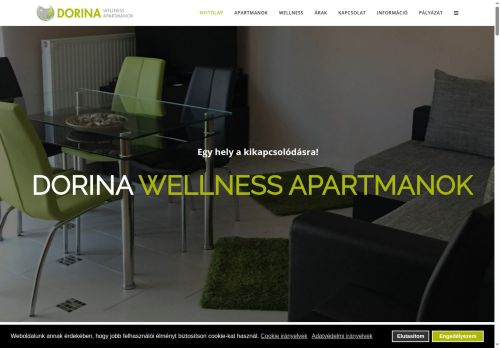 DORINA WELLNESS APARTMANOK
NYITÓLAP APARTMANOK WELLNESS ÁRAK KAPCSOLAT INFORMÁCIÓ PÁLYÁZAT
Egy hely a kikapcsolódásra!
DORINA WELLNESS APARTMANOK
Weboldalunk annak érdekében, hogy jobb felhasználói élményt biztosítson cookie-kat használ. Cookie irányelvek Adatvédelmi irányelvek Elutasítom Engedélyezem